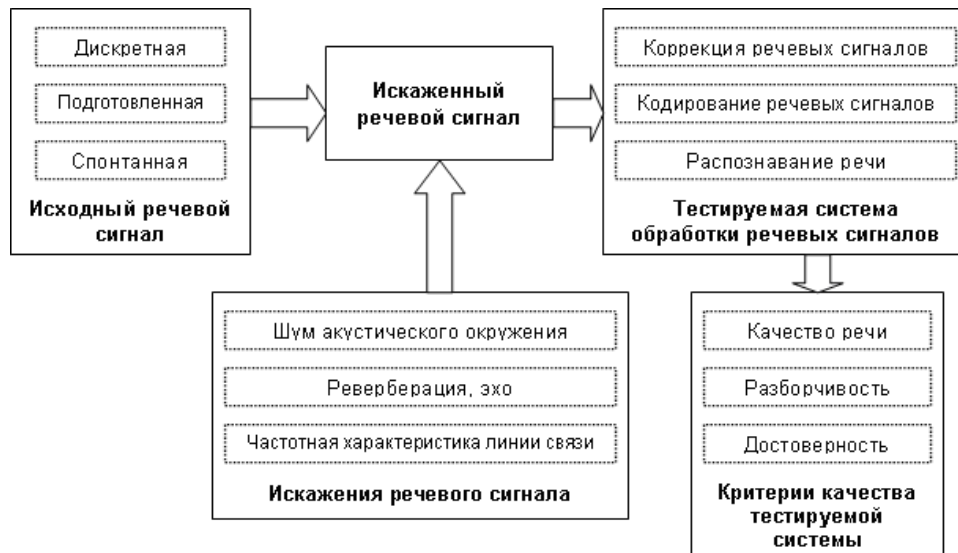 Дискретная
Подготовленная
Спонтанная
Исходный речевой
сигнал
Искаженный
речевой сигнал
Коррекция речевых сигналов
Кодирование речевых сигналов
Распознавание речи
Тестируемая система
обработки речевых сигналов
Шум акустического окружения
Реверберация, эхо
Частотная характеристика линии связи
Искажения речевого сигнала
Качество речи
Разборчивость
Достоверность
Критерии качества
тестируемой
системы